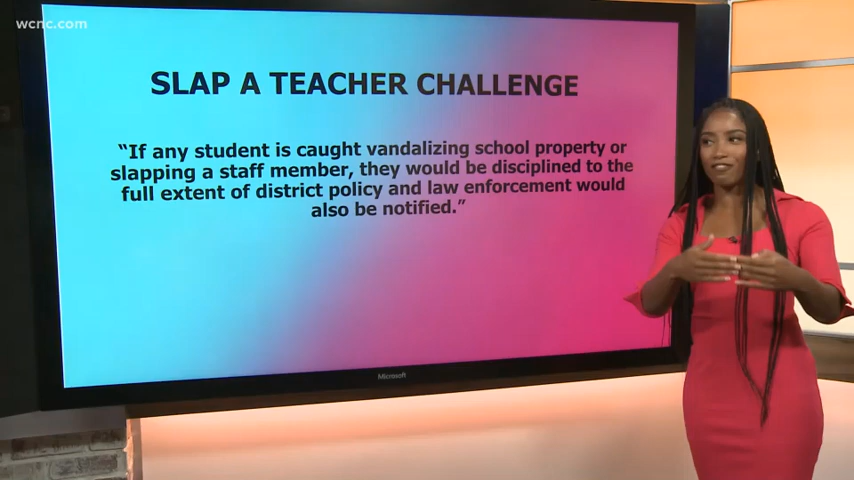 wcnc.com
SLAP A TEACHER CHALLENGE
“If any student is caught vandalizing school property or
slapping a staff member, they would be disciplined to the
full extent of district policy and law enforcement would
also be notified.”
Microsoft